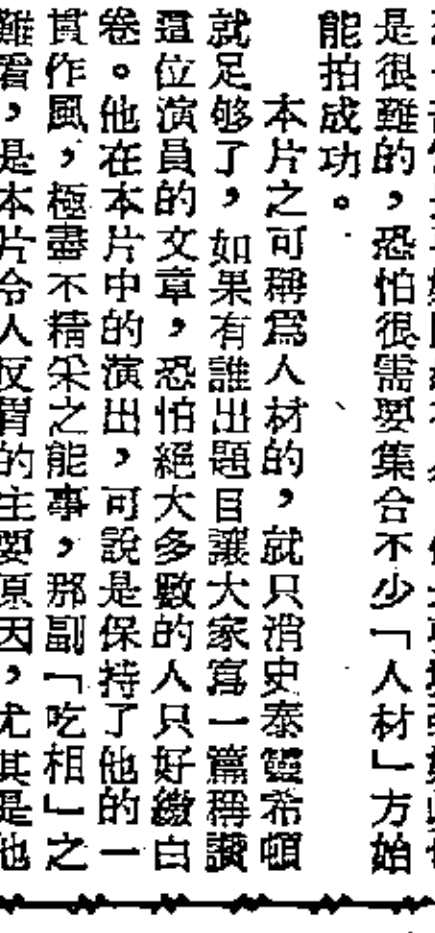 是很難的，恐怕很需要集合不少「人材」方始
能拍成功。
本片之可稱爲人材的，就只消史泰靈希頓
就足够了，如果有誰出題目讓大家寫一篇稱讚
這位演員的文章，恐怕絕大多數的人只好繳白
卷。他在本片中的演出，可說是保持了他的一
貫作風，極盡不精采之能事，那副「吃相」之
難看，是本片令人反胃的主要原因，尤其是他